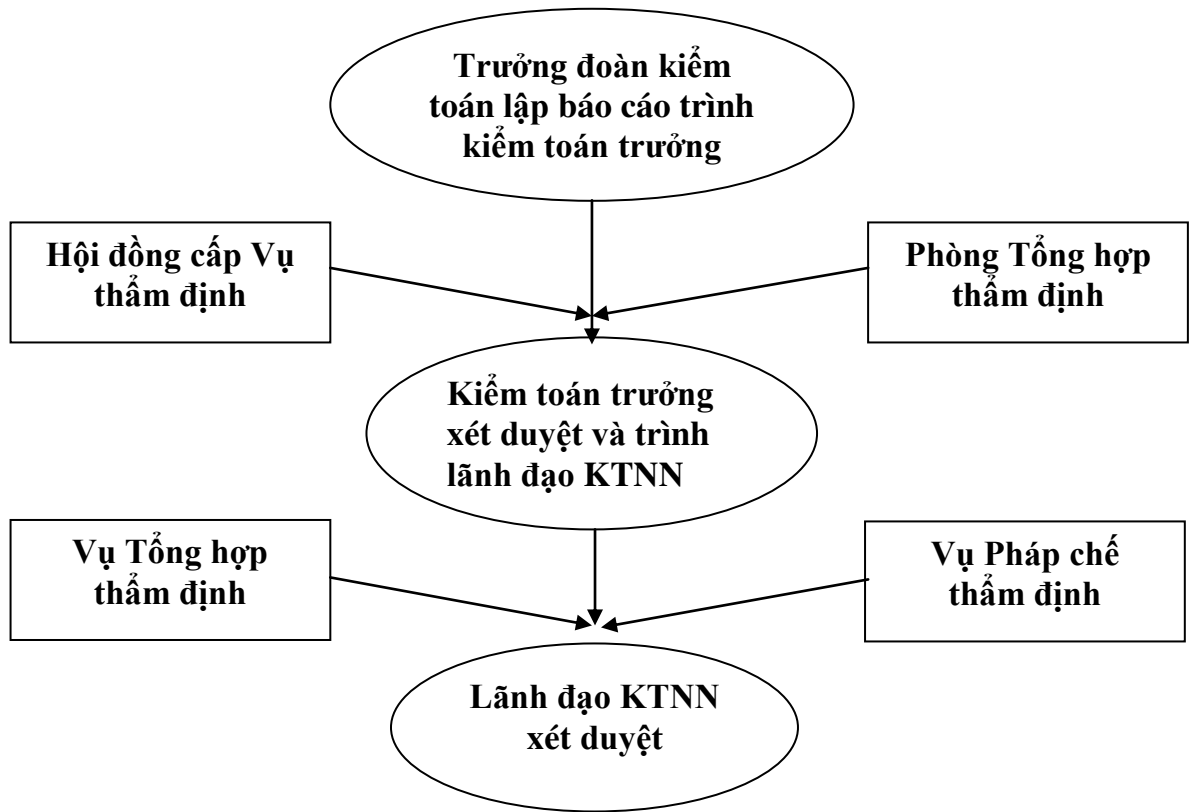 Trưởng đoàn kiểm
toán lập báo cáo trình
kiểm toán trưởng
Hội đồng cấp Vụ
thẩm định
Phòng Tổng hợp
thẩm định
Kiểm toán trưởng
xét duyệt và trình
lãnh đạo KTNN
Vụ Tổng hợp
thẩm định
Vụ Pháp chế
thẩm định
Lãnh đạo KTNN
xét duyệt